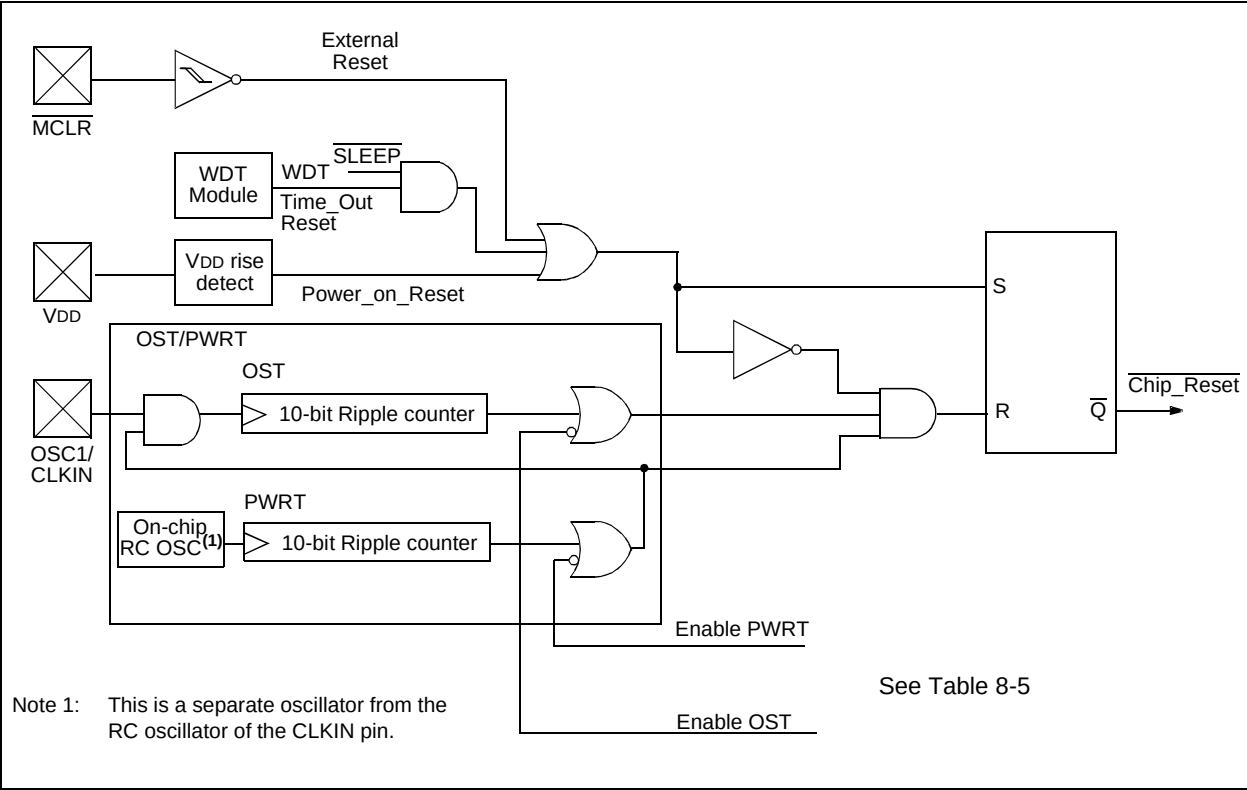 External
Reset
MCLR
WDT
Module
WDT
SLEEP
Time_Out
Reset
VDD rise
detect
Power_on_Reset
VDD
OST/PWRT
OST
10-bit Ripple counter
OSC1/
CLKIN
PWRT
On-chip
RC OSC(1)
10-bit Ripple counter
S
R
Q
Chip_Reset
Enable PWRT
See Table 8-5
Enable OST
Note 1: This is a separate oscillator from the
RC oscillator of the CLKIN pin.